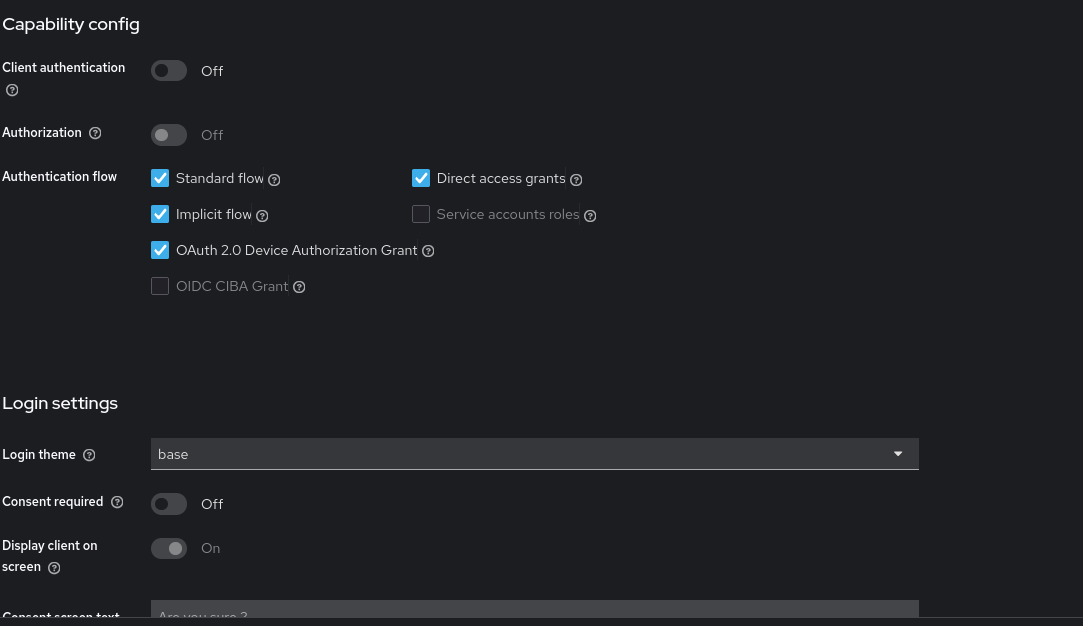 Capability config
Client authentication
Off
Authorization
Off
Authentication flow
Standard flow
Direct access grants
Implicit flow
Service accounts roles
OAuth 2.0 Device Authorization Grant
OIDC CIBA Grant
Login settings
Login theme
base
Consent required
Off
Display client on
screen
On
Consent screen text
Are you sure ?